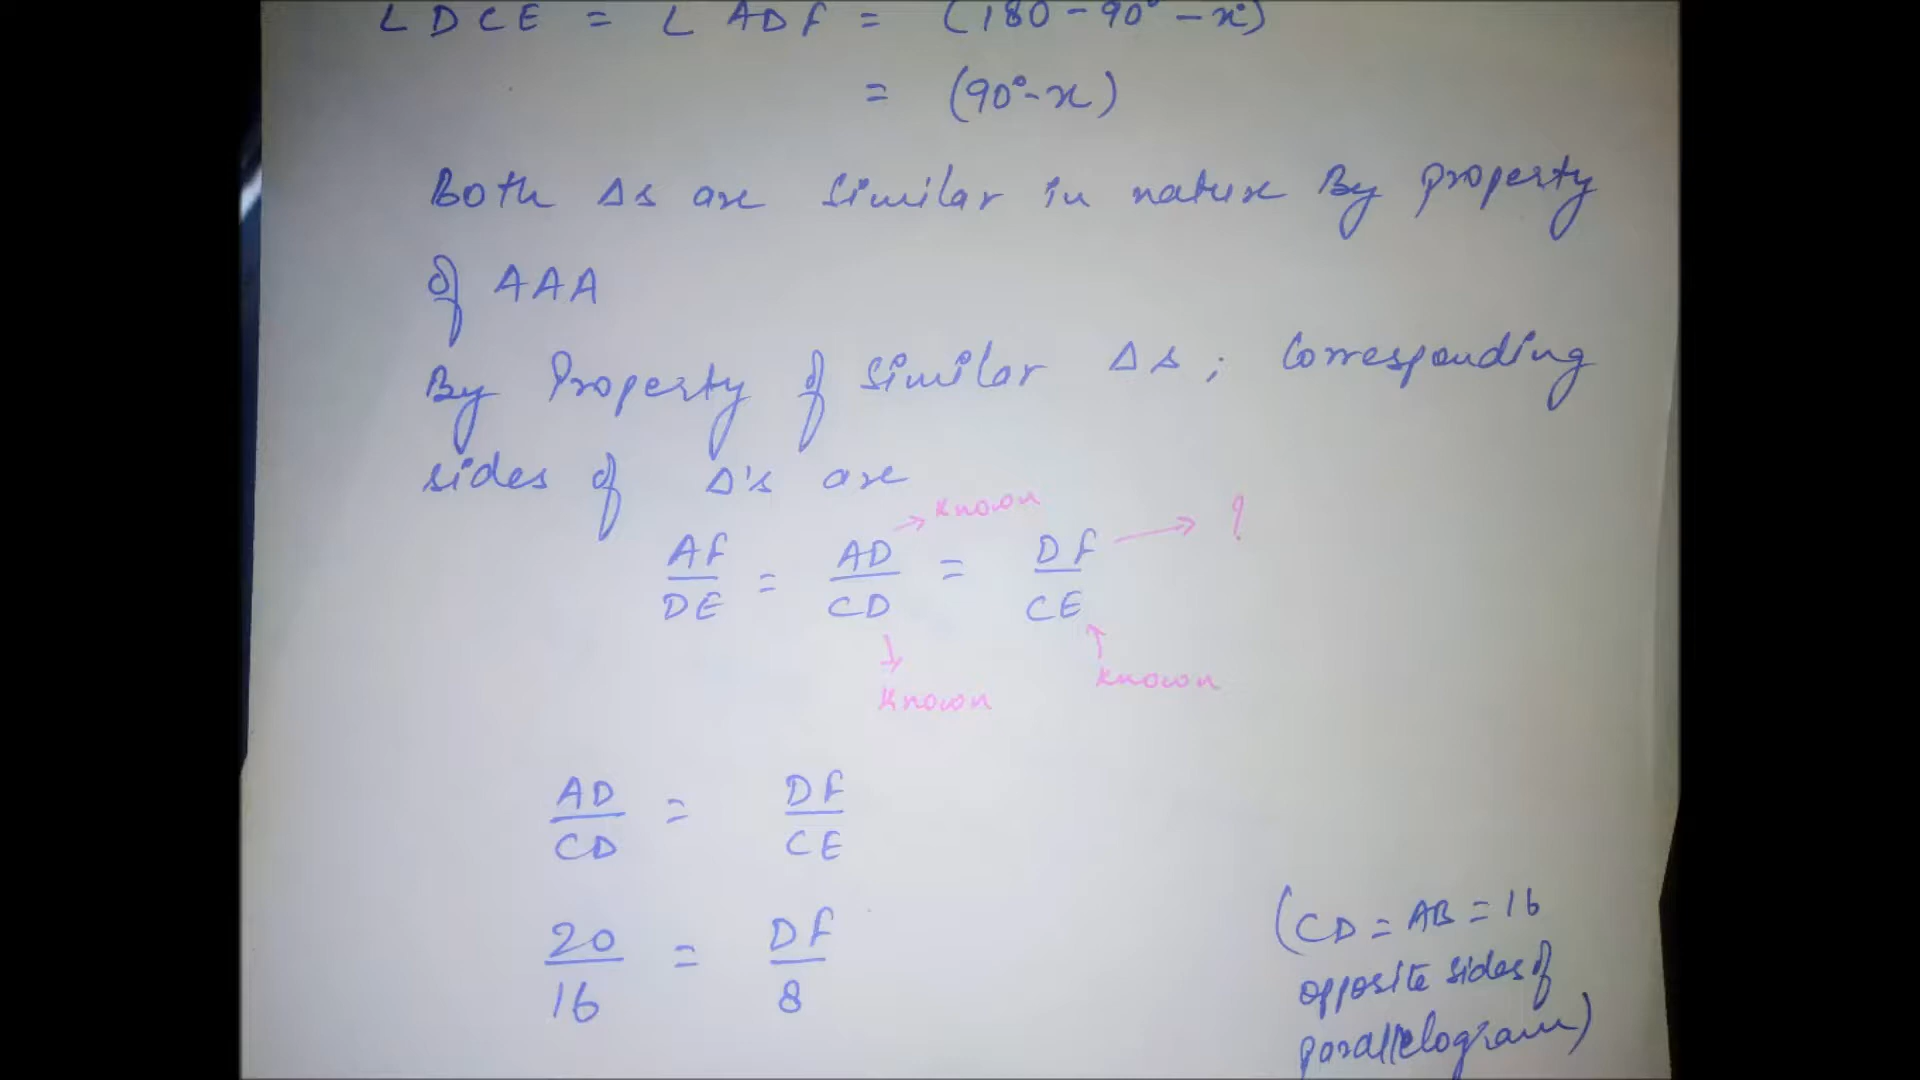 ∠DCE = ∠ADF = (180 - 90° - x)
= (90° - x)
Both Δs are similar in nature By property
of AAA
By Property of similar Δs; corresponding
sides of Δ's are
AF/DE = AD/CD = DF/CE → ?
→ known
↓ known
↑ known
AD/CD = DF/CE
20/16 = DF/8
(CD = AB = 16
opposite sides of
parallelogram)